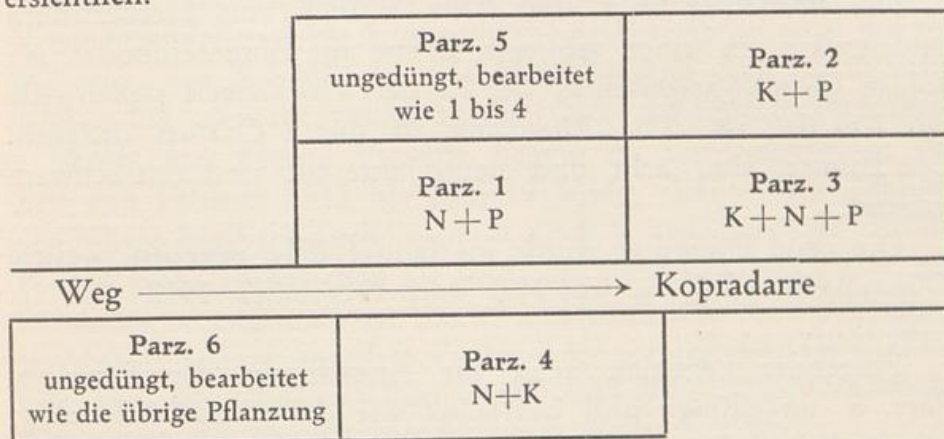 ersichtlich.
Parz. 5
ungedüngt, bearbeitet
wie 1 bis 4
Parz. 2
K+P
Parz. 1
N+P
Parz. 3
K+N+P
Weg → Kopradarre
Parz. 6
ungedüngt, bearbeitet
wie die übrige Pflanzung
Parz. 4
N+K